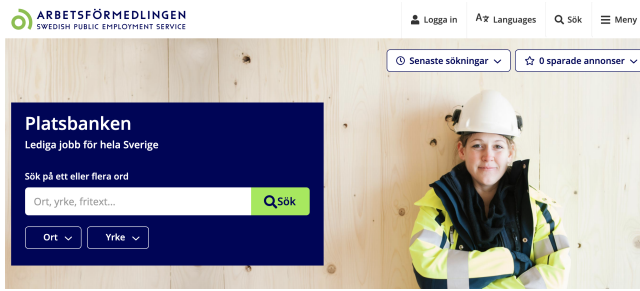 ARBETSFÖRMEDLINGEN
SWEDISH PUBLIC EMPLOYMENT SERVICE
Logga in
Languages
Sök
Meny
Senaste sökningar
0 sparade annonser
Platsbanken
Lediga jobb för hela Sverige
Sök på ett eller flera ord
Ort, yrke, fritext...
Sök
Ort
Yrke